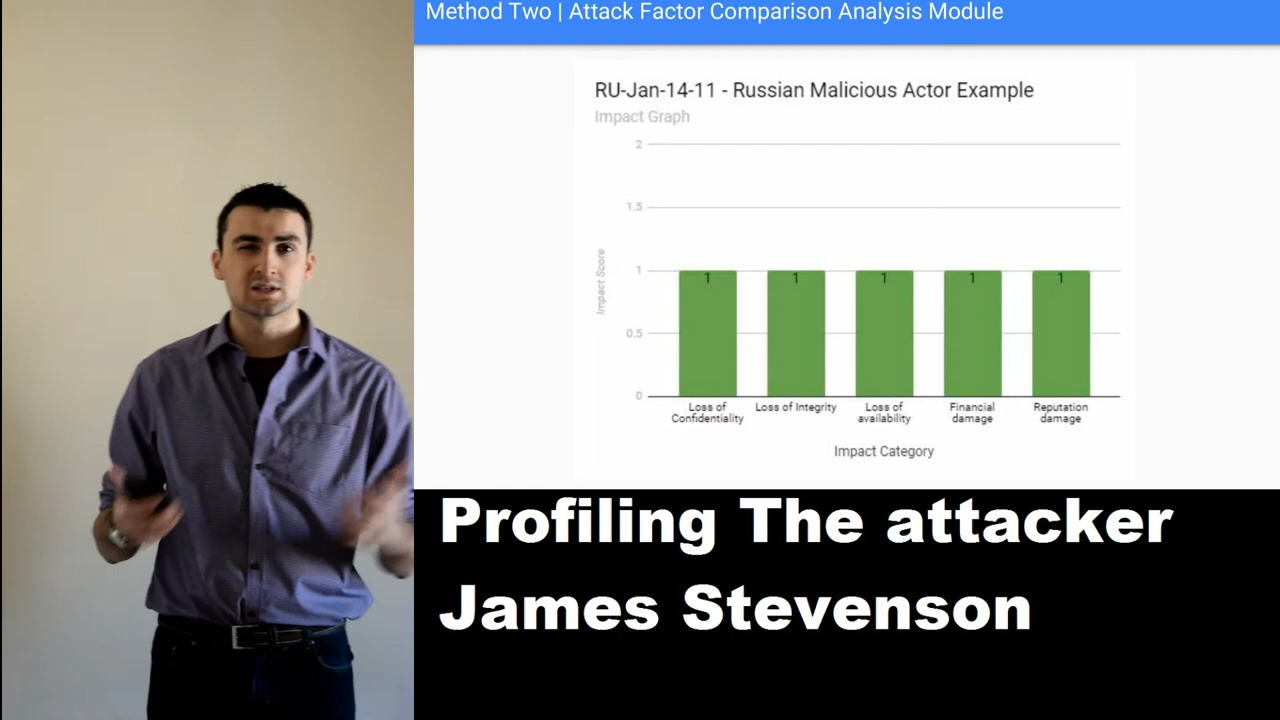 Method Two | Attack Factor Comparison Analysis Module
RU-Jan-14-11 - Russian Malicious Actor Example
Impact Graph
2
1.5
1
0.5
0
Impact Score
1
1
1
1
1
Loss of
Confidentiality
Loss of Integrity
Loss of
availability
Financial
damage
Reputation
damage
Impact Category
Profiling The attacker
James Stevenson